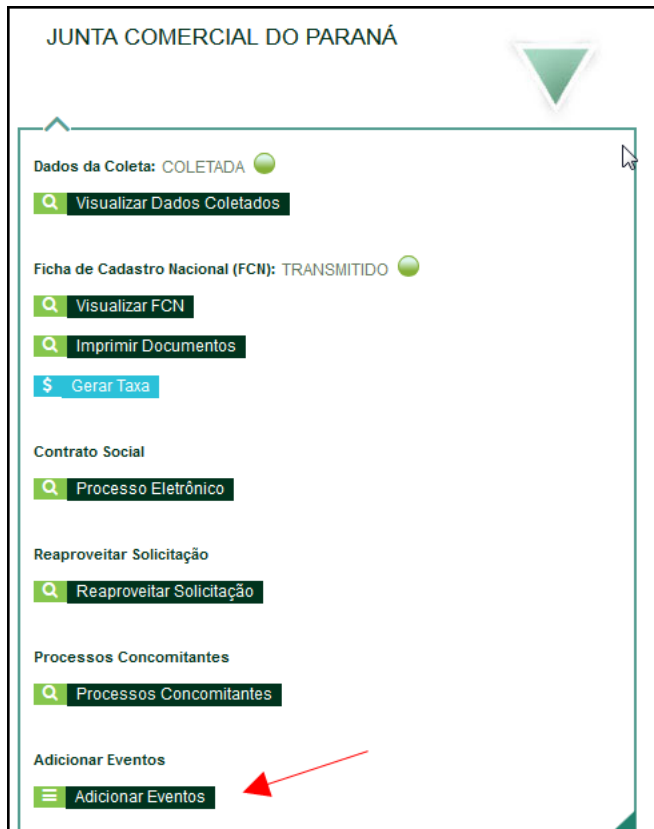 JUNTA COMERCIAL DO PARANÁ
Dados da Coleta: COLETADA
Visualizar Dados Coletados
Ficha de Cadastro Nacional (FCN): TRANSMITIDO
Visualizar FCN
Imprimir Documentos
$ Gerar Taxa
Contrato Social
Processo Eletrônico
Reaproveitar Solicitação
Reaproveitar Solicitação
Processos Concomitantes
Processos Concomitantes
Adicionar Eventos
Adicionar Eventos